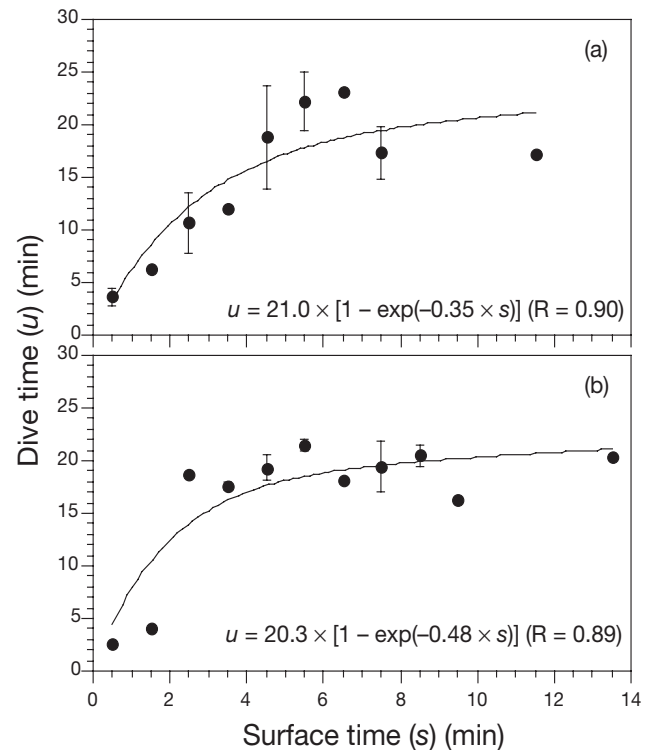 30
(a)
25
20
15
10
5
u = 21.0 × [1 – exp(–0.35 × s)] (R = 0.90)
0
Dive time (u) (min)
30
(b)
25
20
15
10
5
u = 20.3 × [1 – exp(–0.48 × s)] (R = 0.89)
0
0 2 4 6 8 10 12 14
Surface time (s) (min)